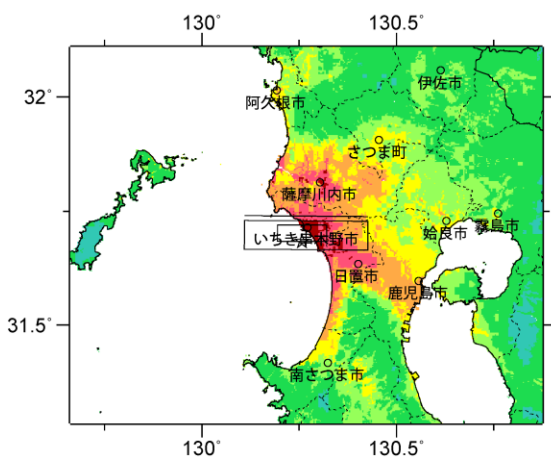 130° 130.5°
伊佐市
32°
阿久根市
さつま町
薩摩川内市
霧島市
姶良市
いちき串木野市
日置市
鹿児島市
31.5°
南さつま市
130° 130.5°